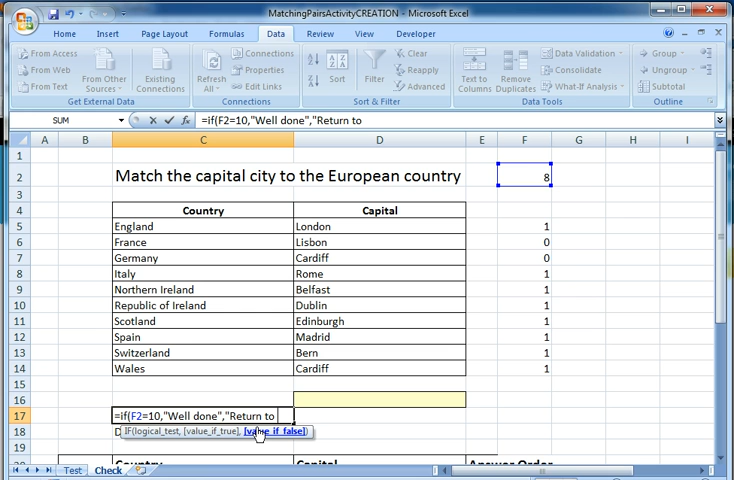 MatchingPairsActivityCREATION - Microsoft Excel
Home Insert Page Layout Formulas Data Review View Developer
From Access
From Web
From Text
From Other Sources
Existing Connections
Get External Data
Refresh All
Connections
Properties
Edit Links
Connections
Sort
Filter
Clear
Reapply
Advanced
Sort & Filter
Text to Columns
Remove Duplicates
Data Validation
Consolidate
What-If Analysis
Data Tools
Group
Ungroup
Subtotal
Outline
SUM =if(F2=10,"Well done","Return to
A B C D E F G H I
1
2 Match the capital city to the European country 8
3
4 Country Capital
5 England London 1
6 France Lisbon 0
7 Germany Cardiff 0
8 Italy Rome 1
9 Northern Ireland Belfast 1
10 Republic of Ireland Dublin 1
11 Scotland Edinburgh 1
12 Spain Madrid 1
13 Switzerland Bern 1
14 Wales Cardiff 1
15
16
17 =if(F2=10,"Well done","Return to
18 D IF(logical_test, [value_if_true], [value_if_false])
19
20 Country Capital Answer Order
Test Check